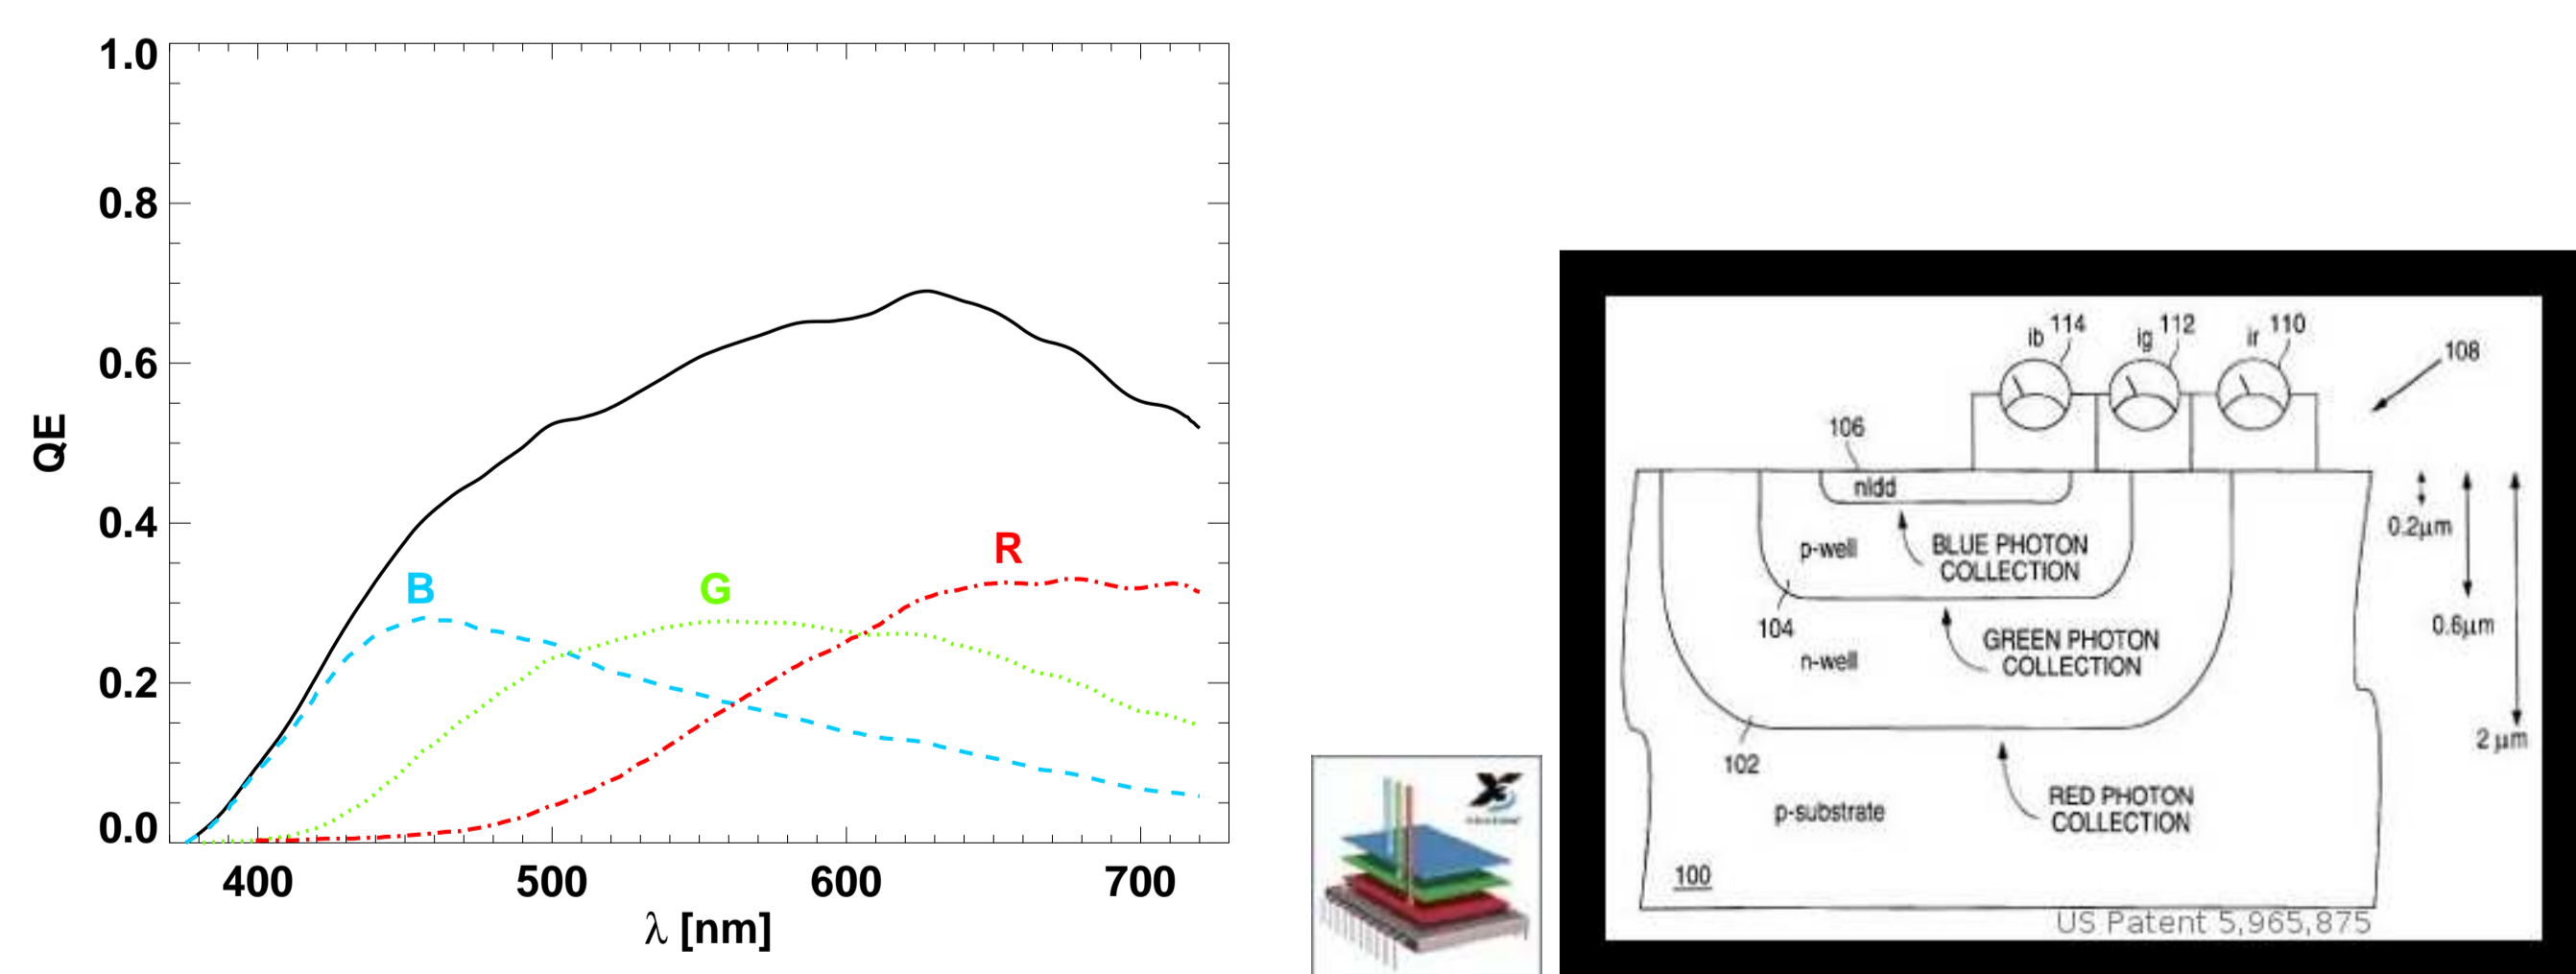 1.0
0.8
0.6
0.4
0.2
0.0
QE
B
G
R
400
500
600
700
λ [nm]
ib
114
ig
112
ir
110
108
106
nldd
0.2μm
p-well
BLUE PHOTON
COLLECTION
104
0.6μm
GREEN PHOTON
COLLECTION
n-well
102
2 μm
RED PHOTON
COLLECTION
p-substrate
100
US Patent 5,965,875